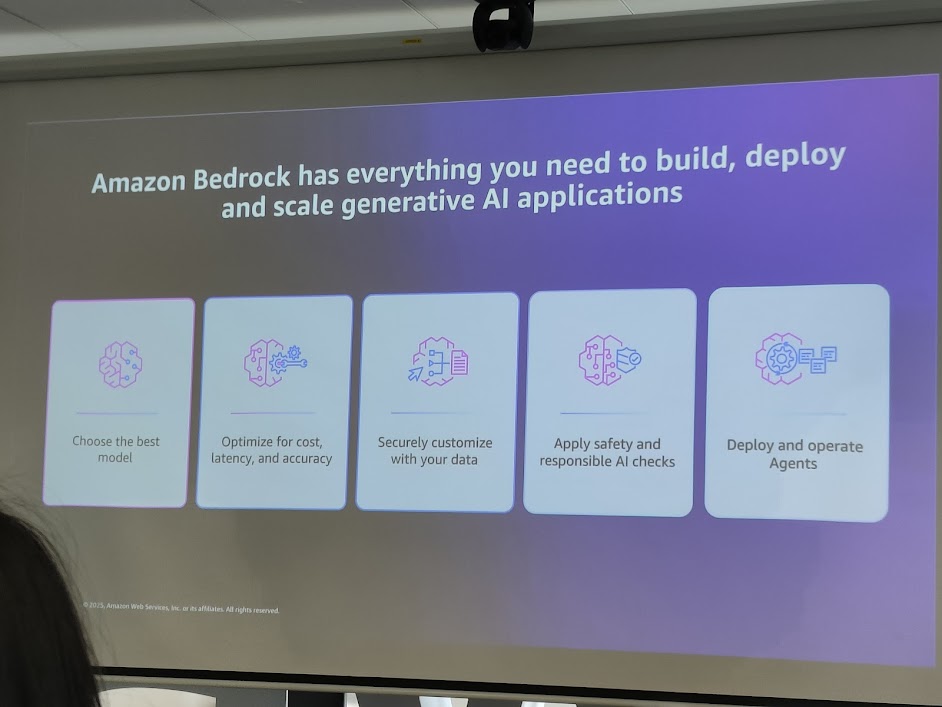 Amazon Bedrock has everything you need to build, deploy
and scale generative AI applications
Choose the best
model
Optimize for cost,
latency, and accuracy
Securely customize
with your data
Apply safety and
responsible AI checks
Deploy and operate
Agents
© 2025, Amazon Web Services, Inc. or its affiliates. All rights reserved.